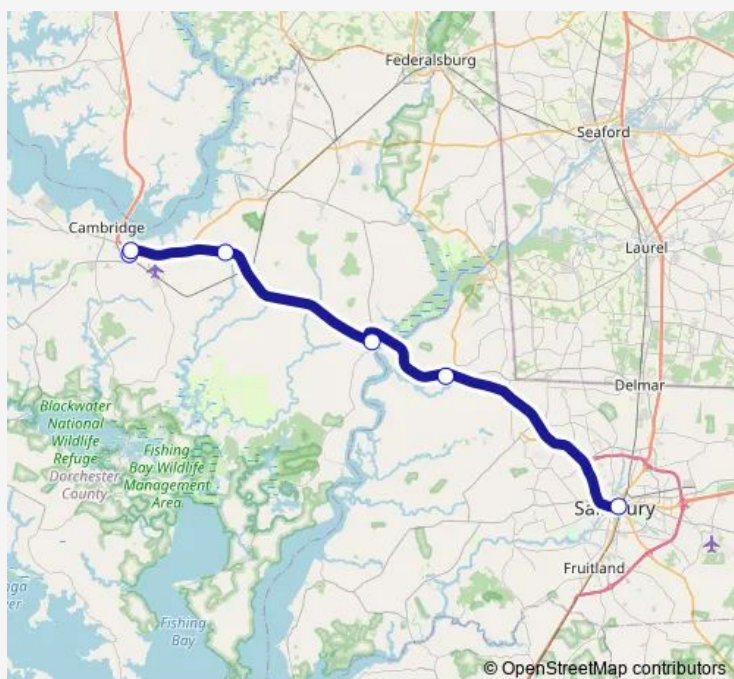 Federalsburg
Seaford
Cambridge
Laurel
Delmar
Blackwater
National
Wildlife
Refuge
Dorchester
County
Fishing
Bay Wildlife
Management
Area
Fruitland
Fishing
Bay
© OpenStreetMap contributors